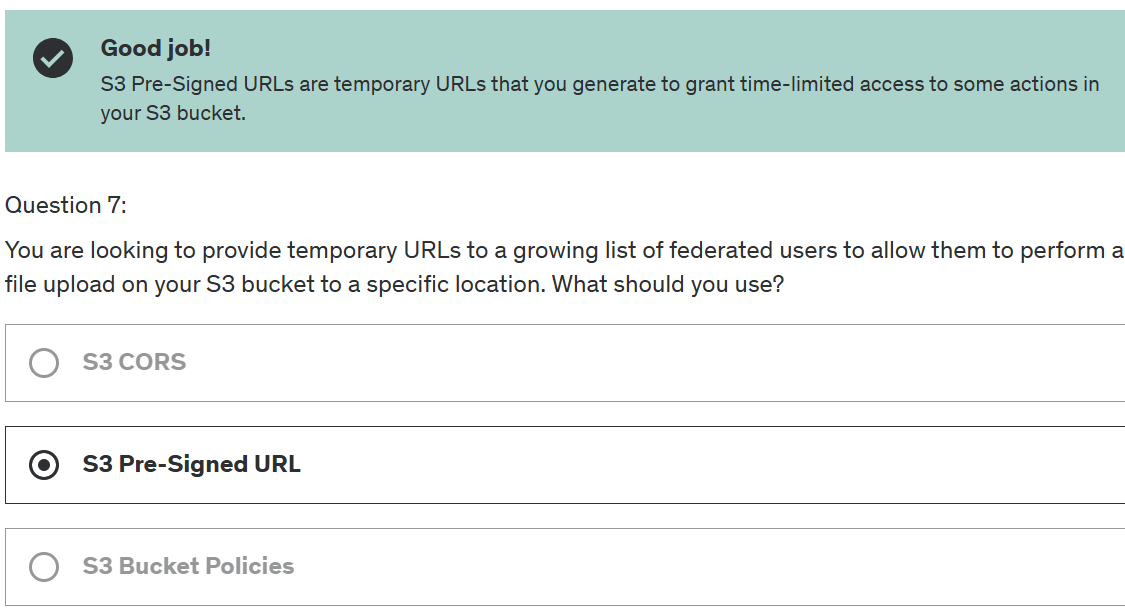 Good job!
S3 Pre-Signed URLs are temporary URLs that you generate to grant time-limited access to some actions in
your S3 bucket.
Question 7:
You are looking to provide temporary URLs to a growing list of federated users to allow them to perform a
file upload on your S3 bucket to a specific location. What should you use?
S3 CORS
S3 Pre-Signed URL
S3 Bucket Policies